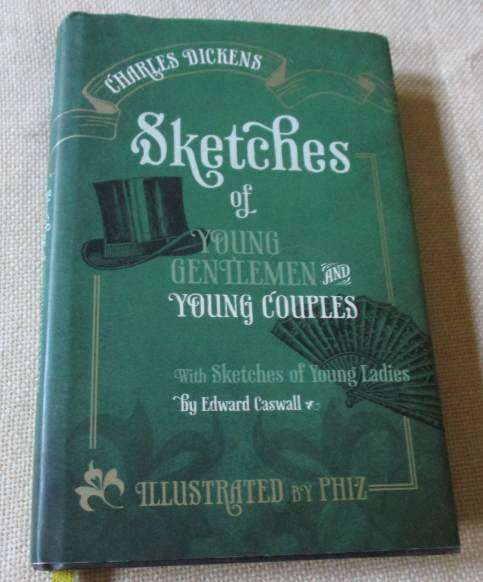 CHARLES DICKENS
Sketches
of
YOUNG
GENTLEMEN AND
YOUNG COUPLES
With Sketches of Young Ladies
by Edward Caswall
ILLUSTRATED BY PHIZ